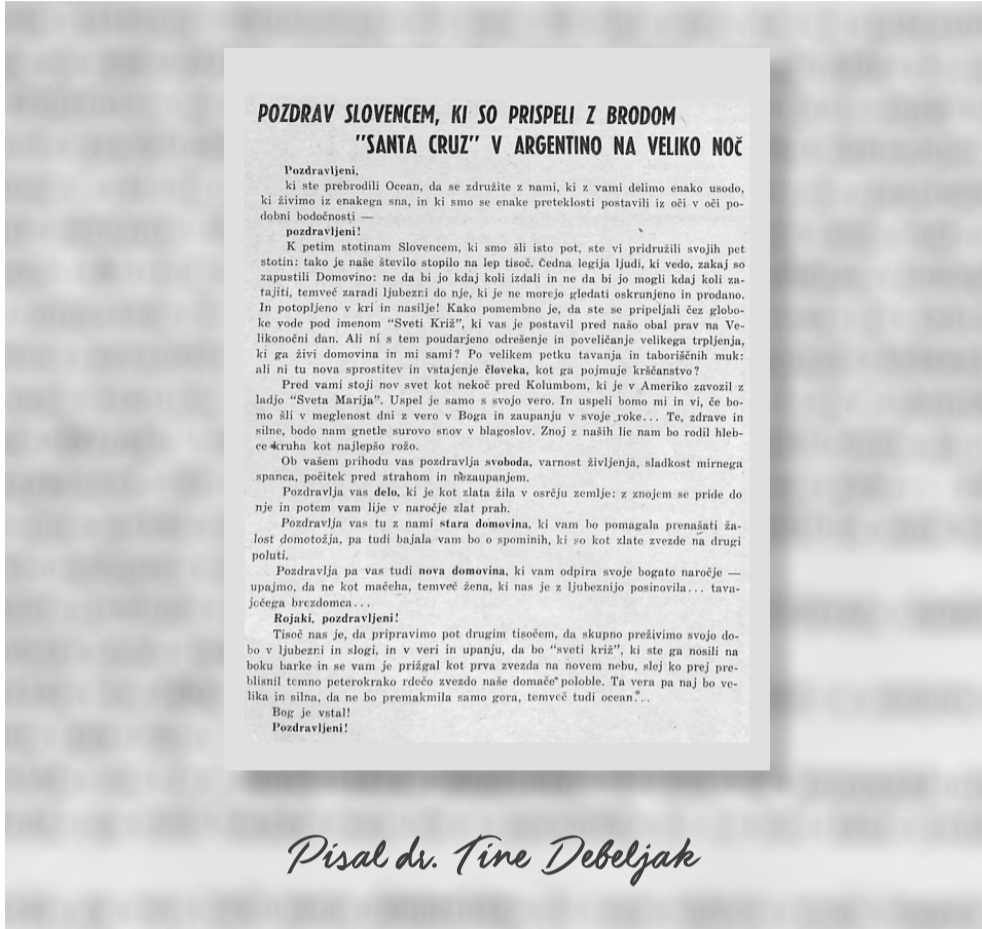 POZDRAV SLOVENCEM, KI SO PRISPELI Z BRODOM
"SANTA CRUZ" V ARGENTINO NA VELIKO NOČ
Pozdravljeni,
ki ste prebrodili Ocean, da se združite z nami, ki z vami delimo enako usodo,
ki živimo iz enakega sna, in ki smo se enake preteklosti postavili iz oči v oči po-
dobni bodočnosti —
pozdravljeni!
K petim stotinam Slovencem, ki smo šli isto pot, ste vi pridružili svojih pet
stotin: tako je naše število stopilo na lep tisoč. Čedna legija ljudi, ki vedo, zakaj so
zapustili Domovino: ne da bi jo kdaj koli izdali in ne da bi jo mogli kdaj koli za-
tajiti, temveč zaradi ljubezni do nje, ki je ne morejo gledati oskrunjeno in prodano.
In potopljeno v kri in nasilje! Kako pomembno je, da ste se pripeljali čez globo-
ke vode pod imenom "Sveti Križ", ki vas je postavil pred našo obal prav na Ve-
likonočni dan. Ali ni s tem poudarjeno odrešenje in poveličanje velikega trpljenja,
ki ga živi domovina in mi sami? Po velikem petku tavanja in taboriščnih muk:
ali ni tu nova sprostitev in vstajenje človeka, kot ga pojmuje krščanstvo?
Pred vami stoji nov svet kot nekoč pred Kolumbom, ki je v Ameriko zavozil z
ladjo "Sveta Marija". Uspel je samo s svojo vero. In uspeli bomo mi in vi, če bo-
mo šli v meglenost dni z vero v Boga in zaupanju v svoje roke... Te, zdrave in
silne, bodo nam gnetle surovo snov v blagoslov. Znoj z naših lic nam bo rodil hleb-
ce kruha kot najlepšo rožo.
Ob vašem prihodu vas pozdravlja svoboda, varnost življenja, sladkost mirnega
spanca, počitek pred strahom in nezaupanjem.
Pozdravlja vas delo, ki je kot zlata žila v osrčju zemlje: z znojem se pride do
nje in potem vam lije v naročje zlat prah.
Pozdravlja vas tu z nami stara domovina, ki vam bo pomagala prenašati ža-
lost domotožja, pa tudi bajala vam bo o spominih, ki so kot zlate zvezde na drugi
poluti.
Pozdravlja pa vas tudi nova domovina, ki vam odpira svoje bogato naročje —
upajmo, da ne kot mačeha, temveč žena, ki nas je z ljubeznijo posinovila... tava-
jočega brezdomca...
Rojaki, pozdravljeni!
Tisoč nas je, da pripravimo pot drugim tisočem, da skupno preživimo svojo do-
bo v ljubezni in slogi, in v veri in upanju, da bo "sveti križ", ki ste ga nosili na
boku barke in se vam je prižgal kot prva zvezda na novem nebu, slej ko prej pre-
blisnil temno peterokrako rdečo zvezdo naše domače poloble. Ta vera pa naj bo ve-
lika in silna, da ne bo premakmila samo gora, temveč tudi ocean...
Bog je vstal!
Pozdravljeni!
Pisal dr. Tine Debeljak